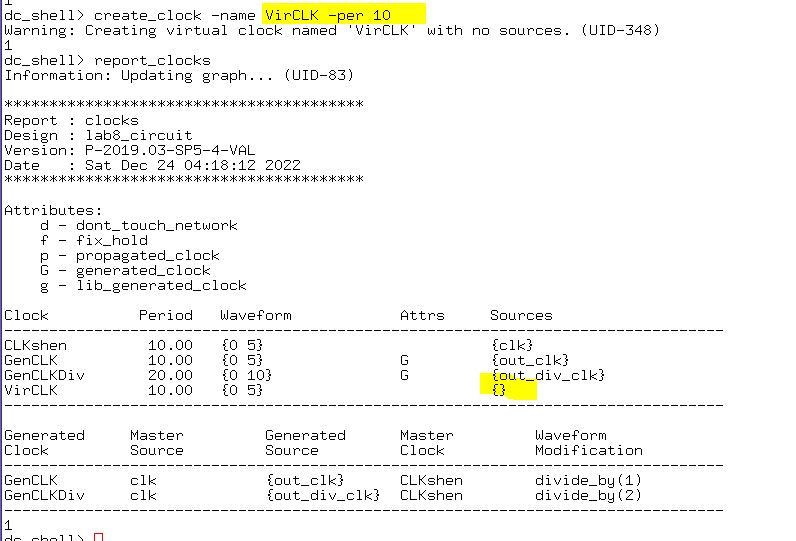 1
dc_shell> create_clock -name VirCLK -per 10
Warning: Creating virtual clock named 'VirCLK' with no sources. (UID-348)
1
dc_shell> report_clocks
Information: Updating graph... (UID-83)
****************************************
Report : clocks
Design : lab8_circuit
Version: P-2019.03-SP5-4-VAL
Date   : Sat Dec 24 04:18:12 2022
****************************************
Attributes:
    d - dont_touch_network
    f - fix_hold
    p - propagated_clock
    G - generated_clock
    g - lib_generated_clock
Clock          Period   Waveform            Attrs     Sources
--------------------------------------------------------------------------------
CLKshen         10.00   {0 5}                         {clk}
GenCLK          10.00   {0 5}               G         {out_clk}
GenCLKDiv       20.00   {0 10}              G         {out_div_clk}
VirCLK          10.00   {0 5}                         {}
--------------------------------------------------------------------------------
Generated     Master         Generated      Master         Waveform
Clock         Source         Source         Clock          Modification
--------------------------------------------------------------------------------
GenCLK        clk            {out_clk}      CLKshen        divide_by(1)
GenCLKDiv     clk            {out_div_clk}  CLKshen        divide_by(2)
--------------------------------------------------------------------------------
1
dc_shell>